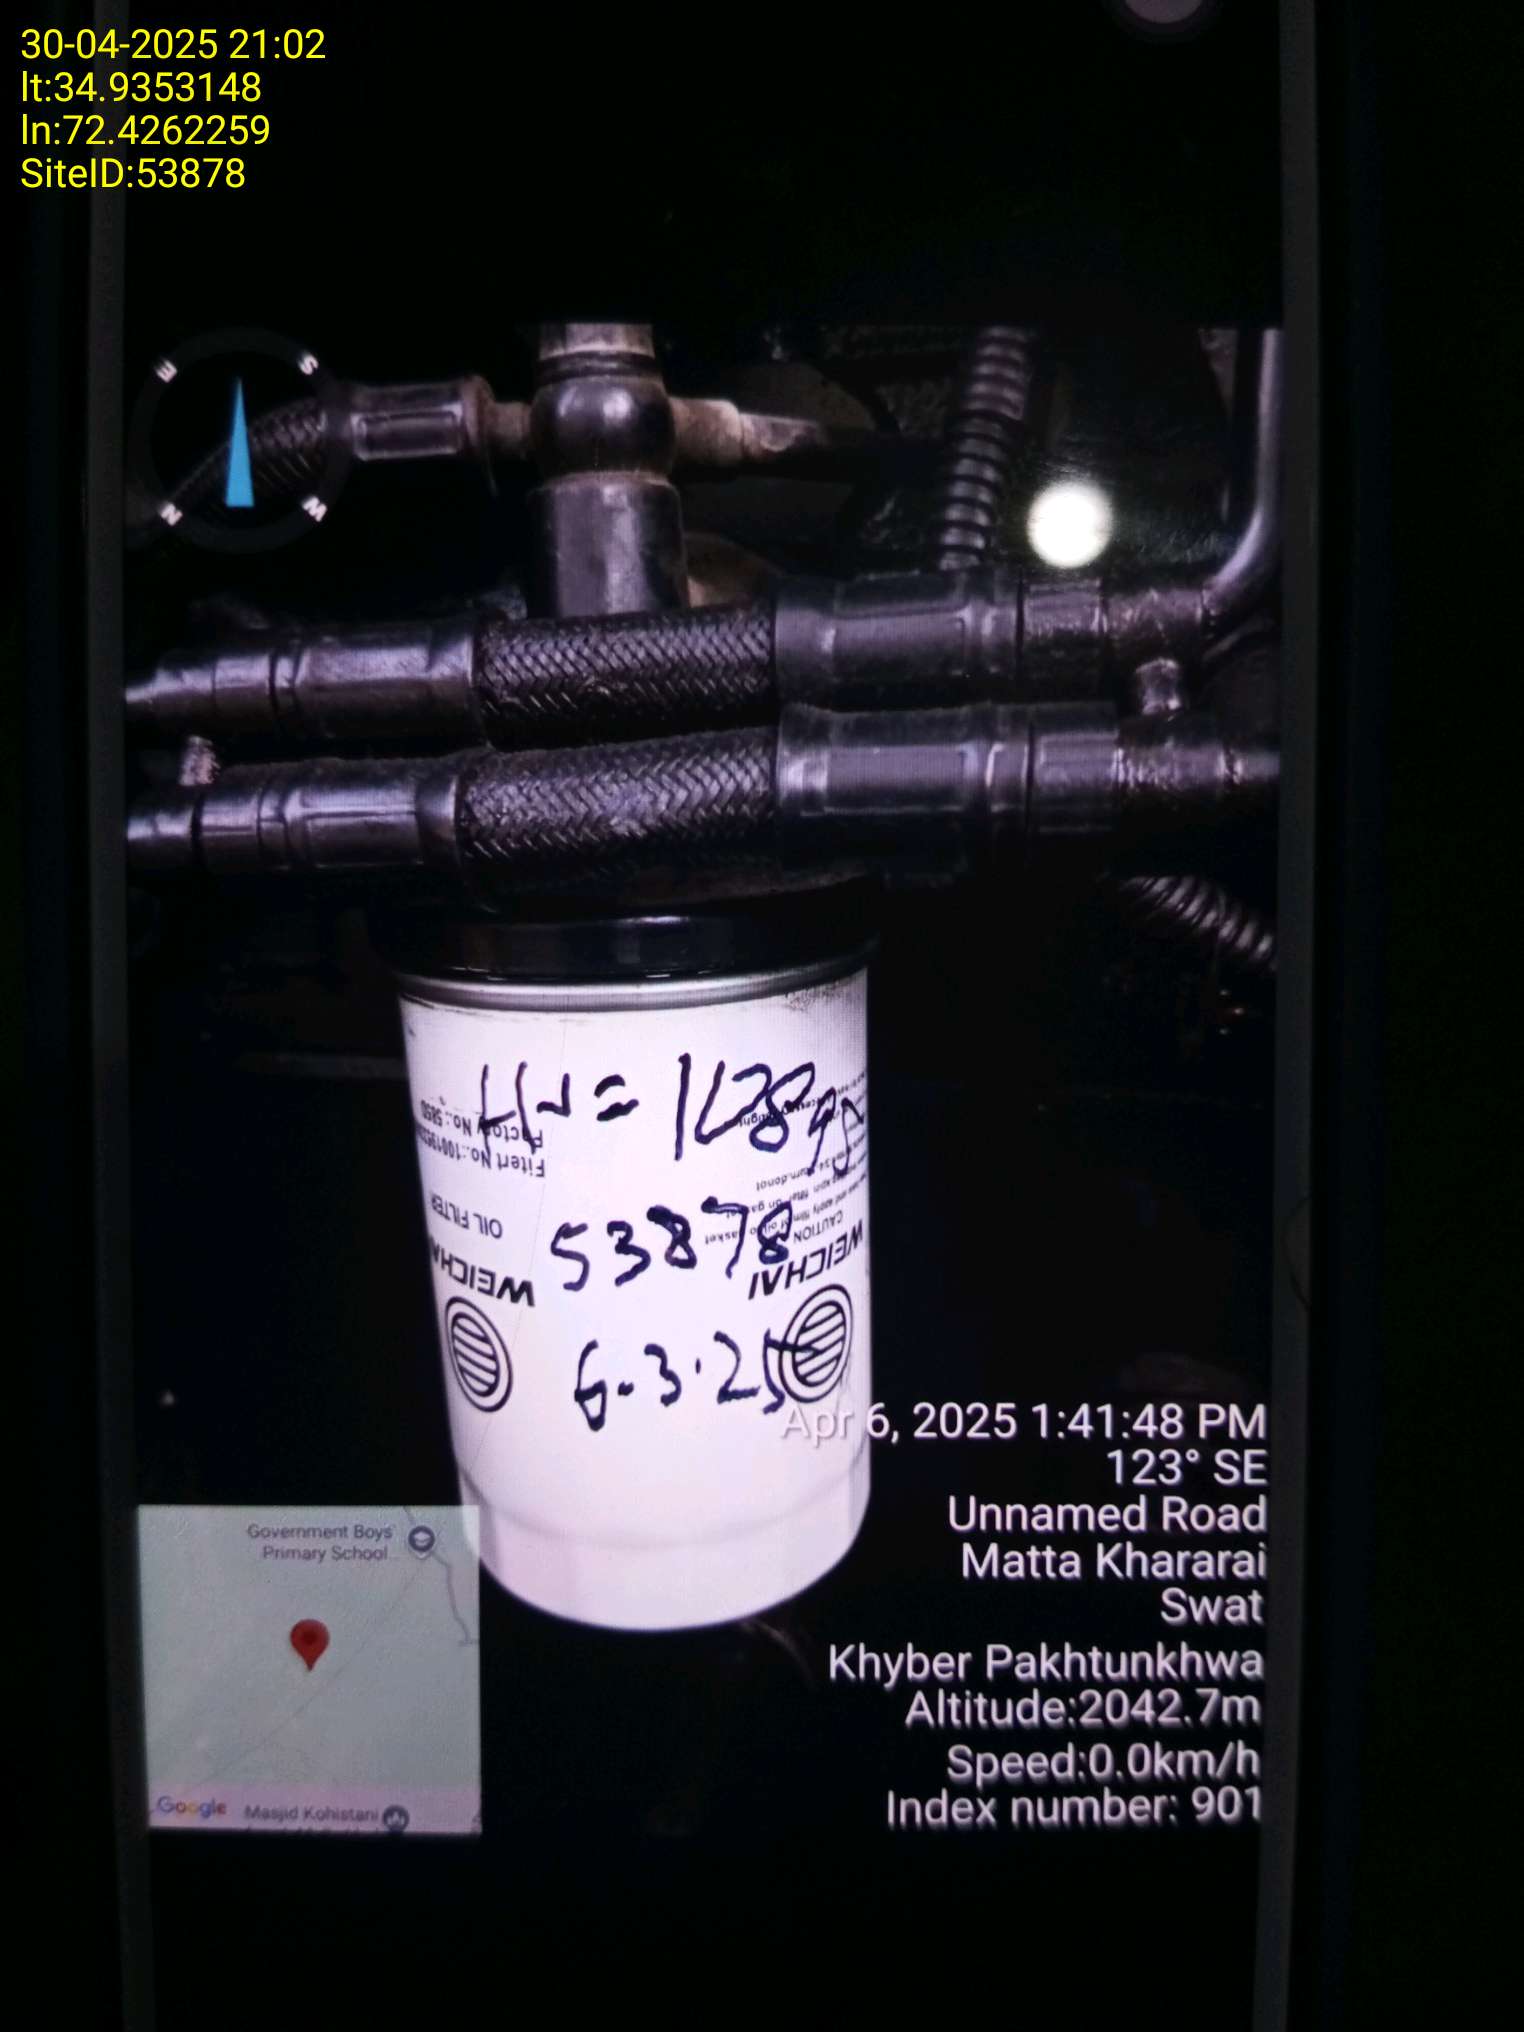 30-04-2025 21:02
lt:34.9353148
ln:72.4262259
SiteID:53878
E
S
N
W
53878
6.3.25
OIL FILTER
WEICHAI
CAUTION
WEICHAI
Apr 6, 2025 1:41:48 PM
123° SE
Unnamed Road
Matta Khararai
Swat
Khyber Pakhtunkhwa
Altitude:2042.7m
Speed:0.0km/h
Index number: 901
Government Boys
Primary School
Google
Masjid Kohistani